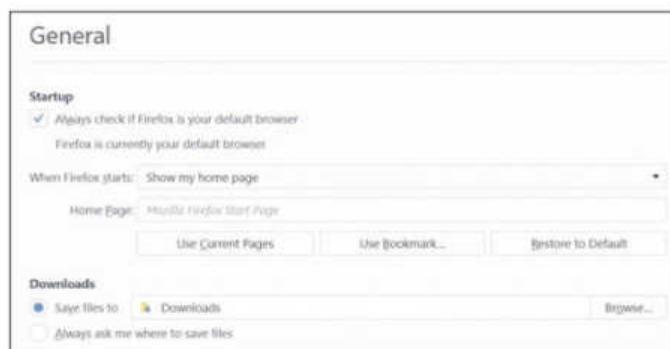 General
Startup
Always check if Firefox is your default browser
Firefox is currently your default browser
When Firefox starts: Show my home page
Home Page: Mozilla Firefox Start Page
Use Current Pages Use Bookmark... Restore to Default
Downloads
Save files to Downloads Browse...
Always ask me where to save files